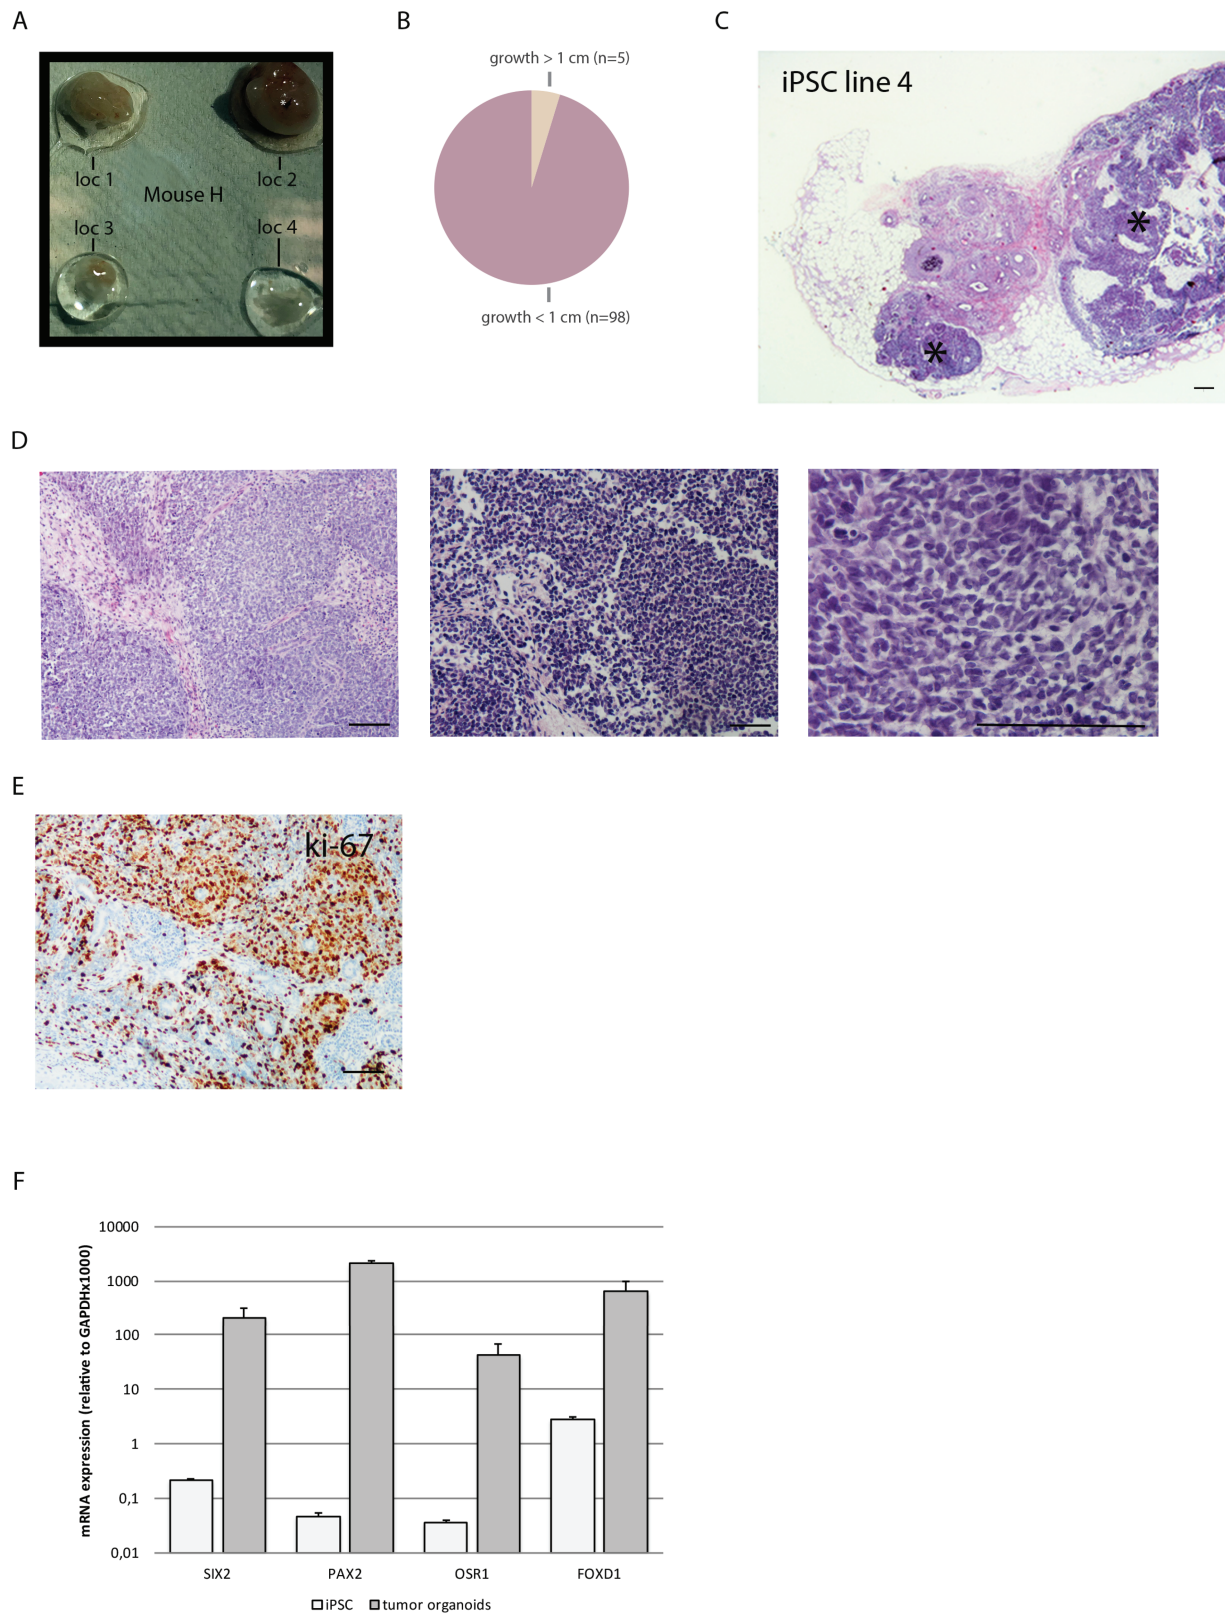 A
B
C
loc 1
loc 2
Mouse H
loc 3
loc 4
*
growth > 1 cm (n=5)
growth < 1 cm (n=98)
iPSC line 4
*
*
D
E
ki-67
F
mRNA expression (relative to GAPDHx1000)
10000
1000
100
10
1
0,1
0,01
SIX2
PAX2
OSR1
FOXD1
iPSC
tumor organoids